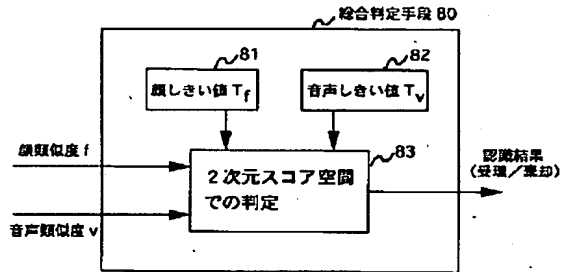 総合判定手段 80
81
82
顔しきい値 Tf
音声しきい値 Tv
83
顔類似度 f
2次元スコア空間
での判定
認識結果
(受理/棄却)
音声類似度 v